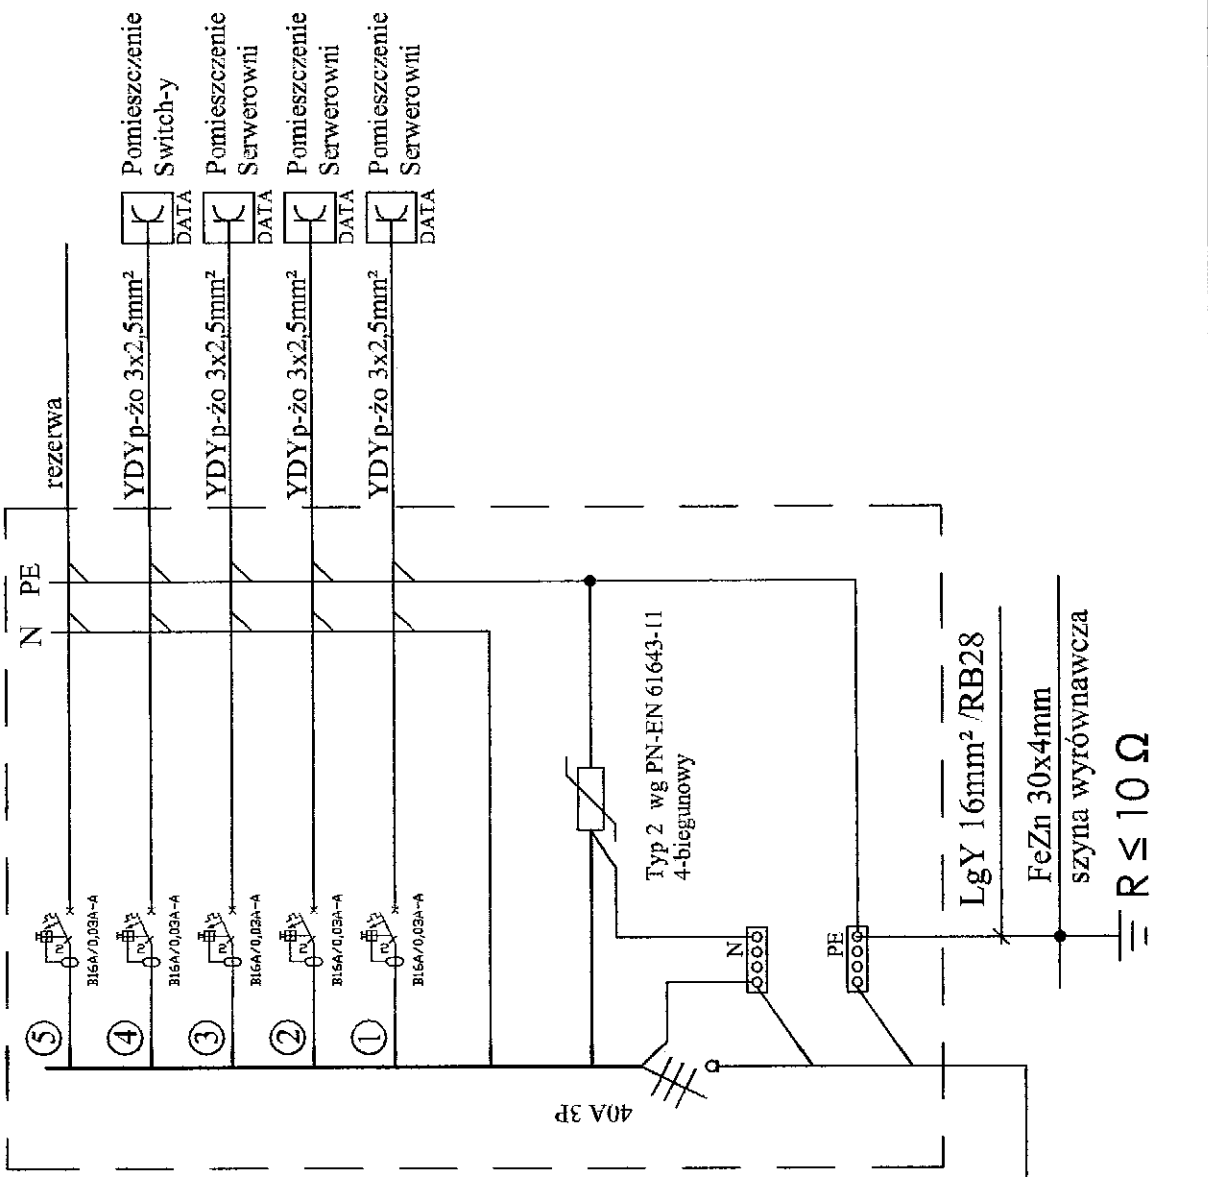 Pomieszczenie
Switch-y
Pomieszczenie
Serwerowni
Pomieszczenie
Serwerowni
Pomieszczenie
Serwerowni
DATA
DATA
DATA
DATA
rezerwa
YDYp-żo 3x2,5mm²
YDYp-żo 3x2,5mm²
YDYp-żo 3x2,5mm²
YDYp-żo 3x2,5mm²
PE
N
B16A/0,03A-A
B16A/0,03A-A
B16A/0,03A-A
B16A/0,03A-A
B16A/0,03A-A
5
4
3
2
1
Typ 2 wg PN-EN 61643-11
4-biegunowy
N
PE
40A 3P
LgY 16mm² /RB28
FeZn 30x4mm
szyna wyrównawcza
R ≤ 10 Ω